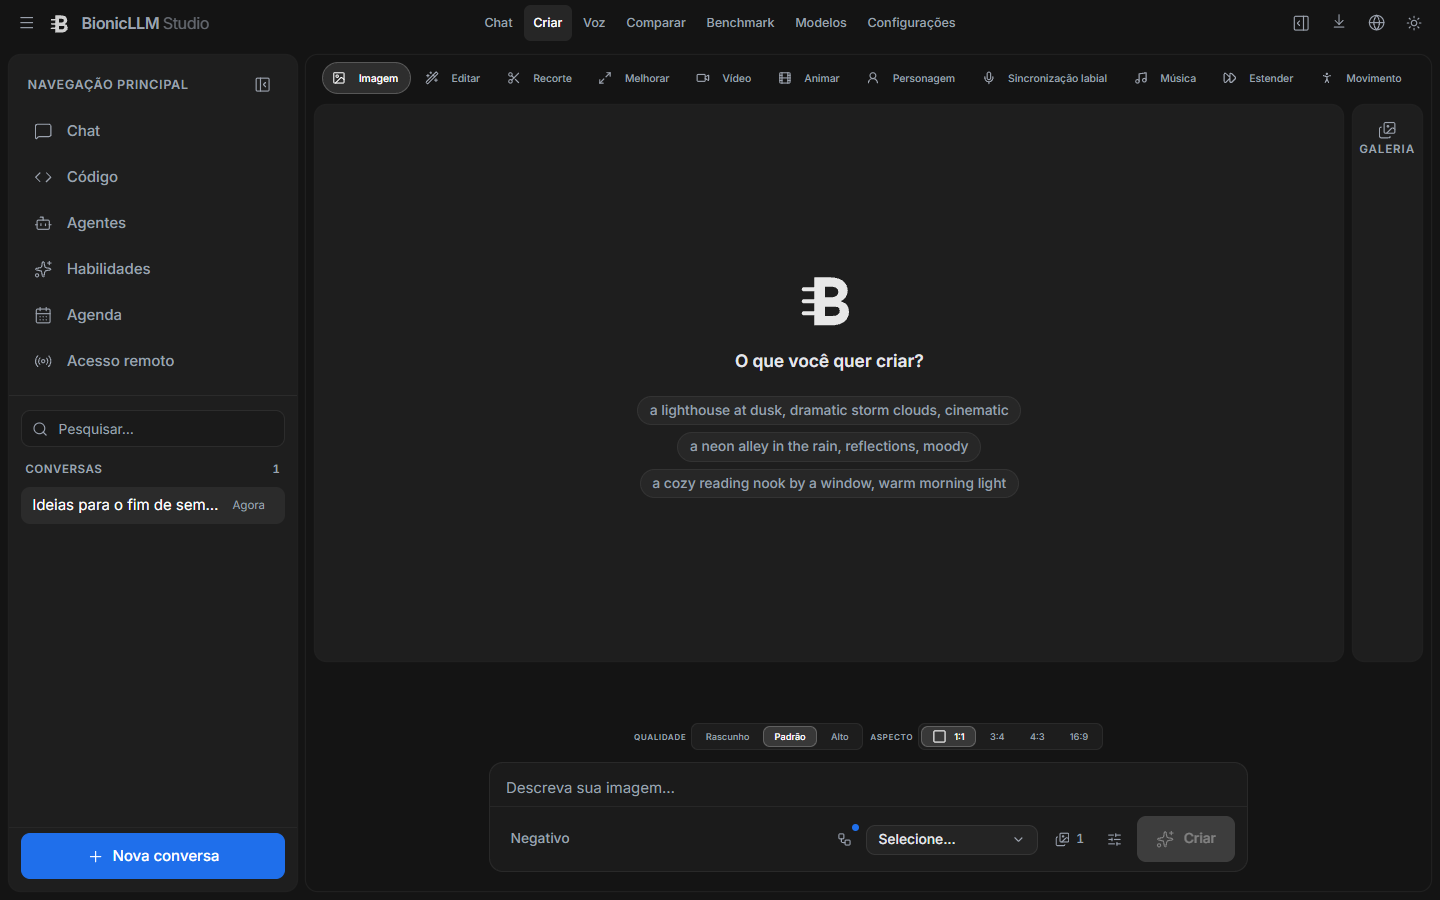 BionicLLM Studio
Chat
Criar
Voz
Comparar
Benchmark
Modelos
Configurações
NAVEGAÇÃO PRINCIPAL
Chat
Código
Agentes
Habilidades
Agenda
Acesso remoto
Pesquisar...
CONVERSAS 1
Ideias para o fim de sem... Agora
Nova conversa
Imagem
Editar
Recorte
Melhorar
Vídeo
Animar
Personagem
Sincronização labial
Música
Estender
Movimento
GALERIA
B
O que você quer criar?
a lighthouse at dusk, dramatic storm clouds, cinematic
a neon alley in the rain, reflections, moody
a cozy reading nook by a window, warm morning light
QUALIDADE Rascunho Padrão Alto ASPECTO 1:1 3:4 4:3 16:9
Descreva sua imagem...
Negativo
Selecione...
1
Criar